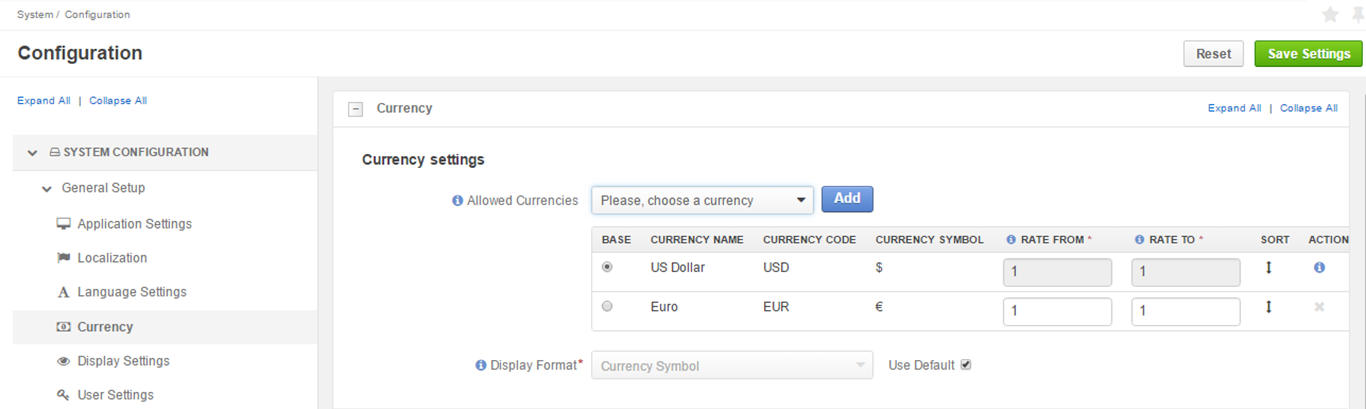 System / Configuration
Configuration
Reset
Save Settings
Expand All | Collapse All
SYSTEM CONFIGURATION
General Setup
Application Settings
Localization
Language Settings
Currency
Display Settings
User Settings
Currency
Expand All | Collapse All
Currency settings
Allowed Currencies Please, choose a currency Add
BASE CURRENCY NAME CURRENCY CODE CURRENCY SYMBOL RATE FROM * RATE TO * SORT ACTION
US Dollar USD $ 1 1
Euro EUR € 1 1
Display Format* Currency Symbol Use Default